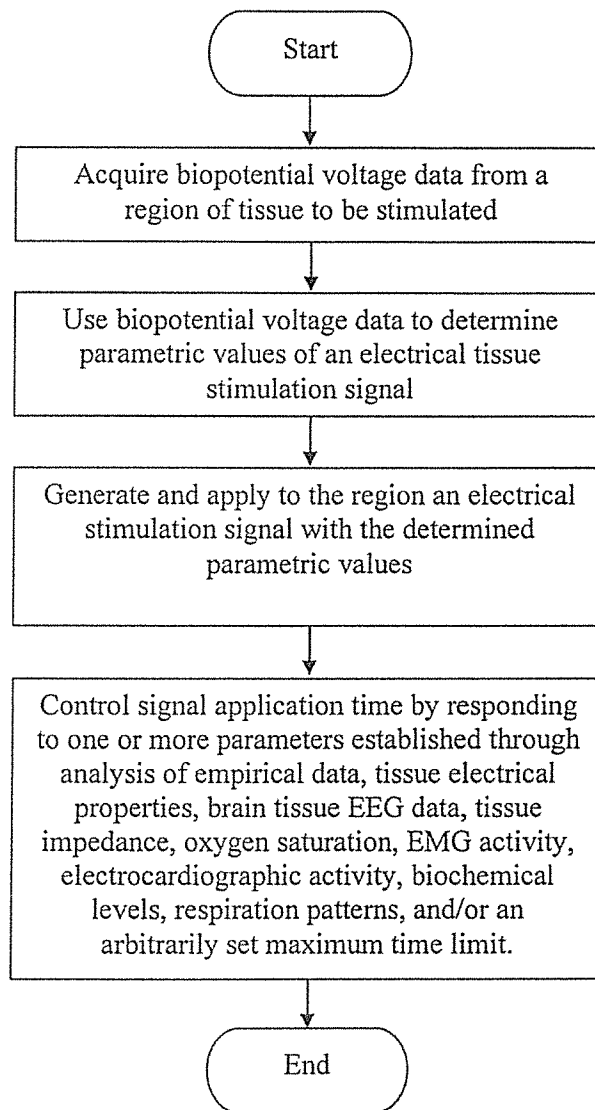 Start
Acquire biopotential voltage data from a
region of tissue to be stimulated
Use biopotential voltage data to determine
parametric values of an electrical tissue
stimulation signal
Generate and apply to the region an electrical
stimulation signal with the determined
parametric values
Control signal application time by responding
to one or more parameters established through
analysis of empirical data, tissue electrical
properties, brain tissue EEG data, tissue
impedance, oxygen saturation, EMG activity,
electrocardiographic activity, biochemical
levels, respiration patterns, and/or an
arbitrarily set maximum time limit.
End